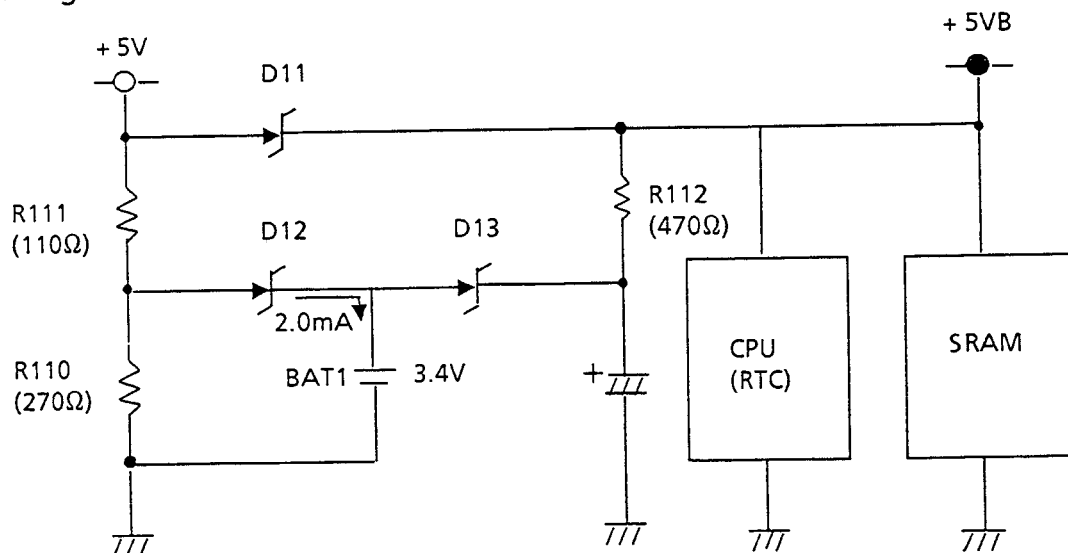 + 5V
+ 5VB
D11
R111
(110Ω)
D12
D13
R112
(470Ω)
2.0mA
R110
(270Ω)
BAT1
3.4V
+
CPU
(RTC)
SRAM